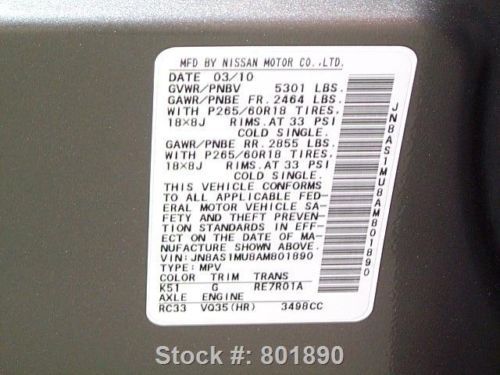 MFD BY NISSAN MOTOR CO.,LTD.
DATE 03/10
GVWR/PNBV 5301 LBS.
GAWR/PNBE FR. 2464 LBS.
WITH P265/60R18 TIRES.
18X8J RIMS.AT 33 PSI
COLD SINGLE.
GAWR/PNBE RR. 2855 LBS.
WITH P265/60R18 TIRES.
18X8J RIMS.AT 33 PSI
COLD SINGLE.
THIS VEHICLE CONFORMS
TO ALL APPLICABLE FED-
ERAL MOTOR VEHICLE SA-
FETY AND THEFT PREVEN-
TION STANDARDS IN EFF-
ECT ON THE DATE OF MA-
NUFACTURE SHOWN ABOVE.
VIN: JN8AS1MU8AM801890
TYPE: MPV
COLOR TRIM TRANS
K51 G RE7R01A
AXLE ENGINE
RC33 VQ35(HR) 3498CC
JN8AS1MU8AM801890
Stock #: 801890